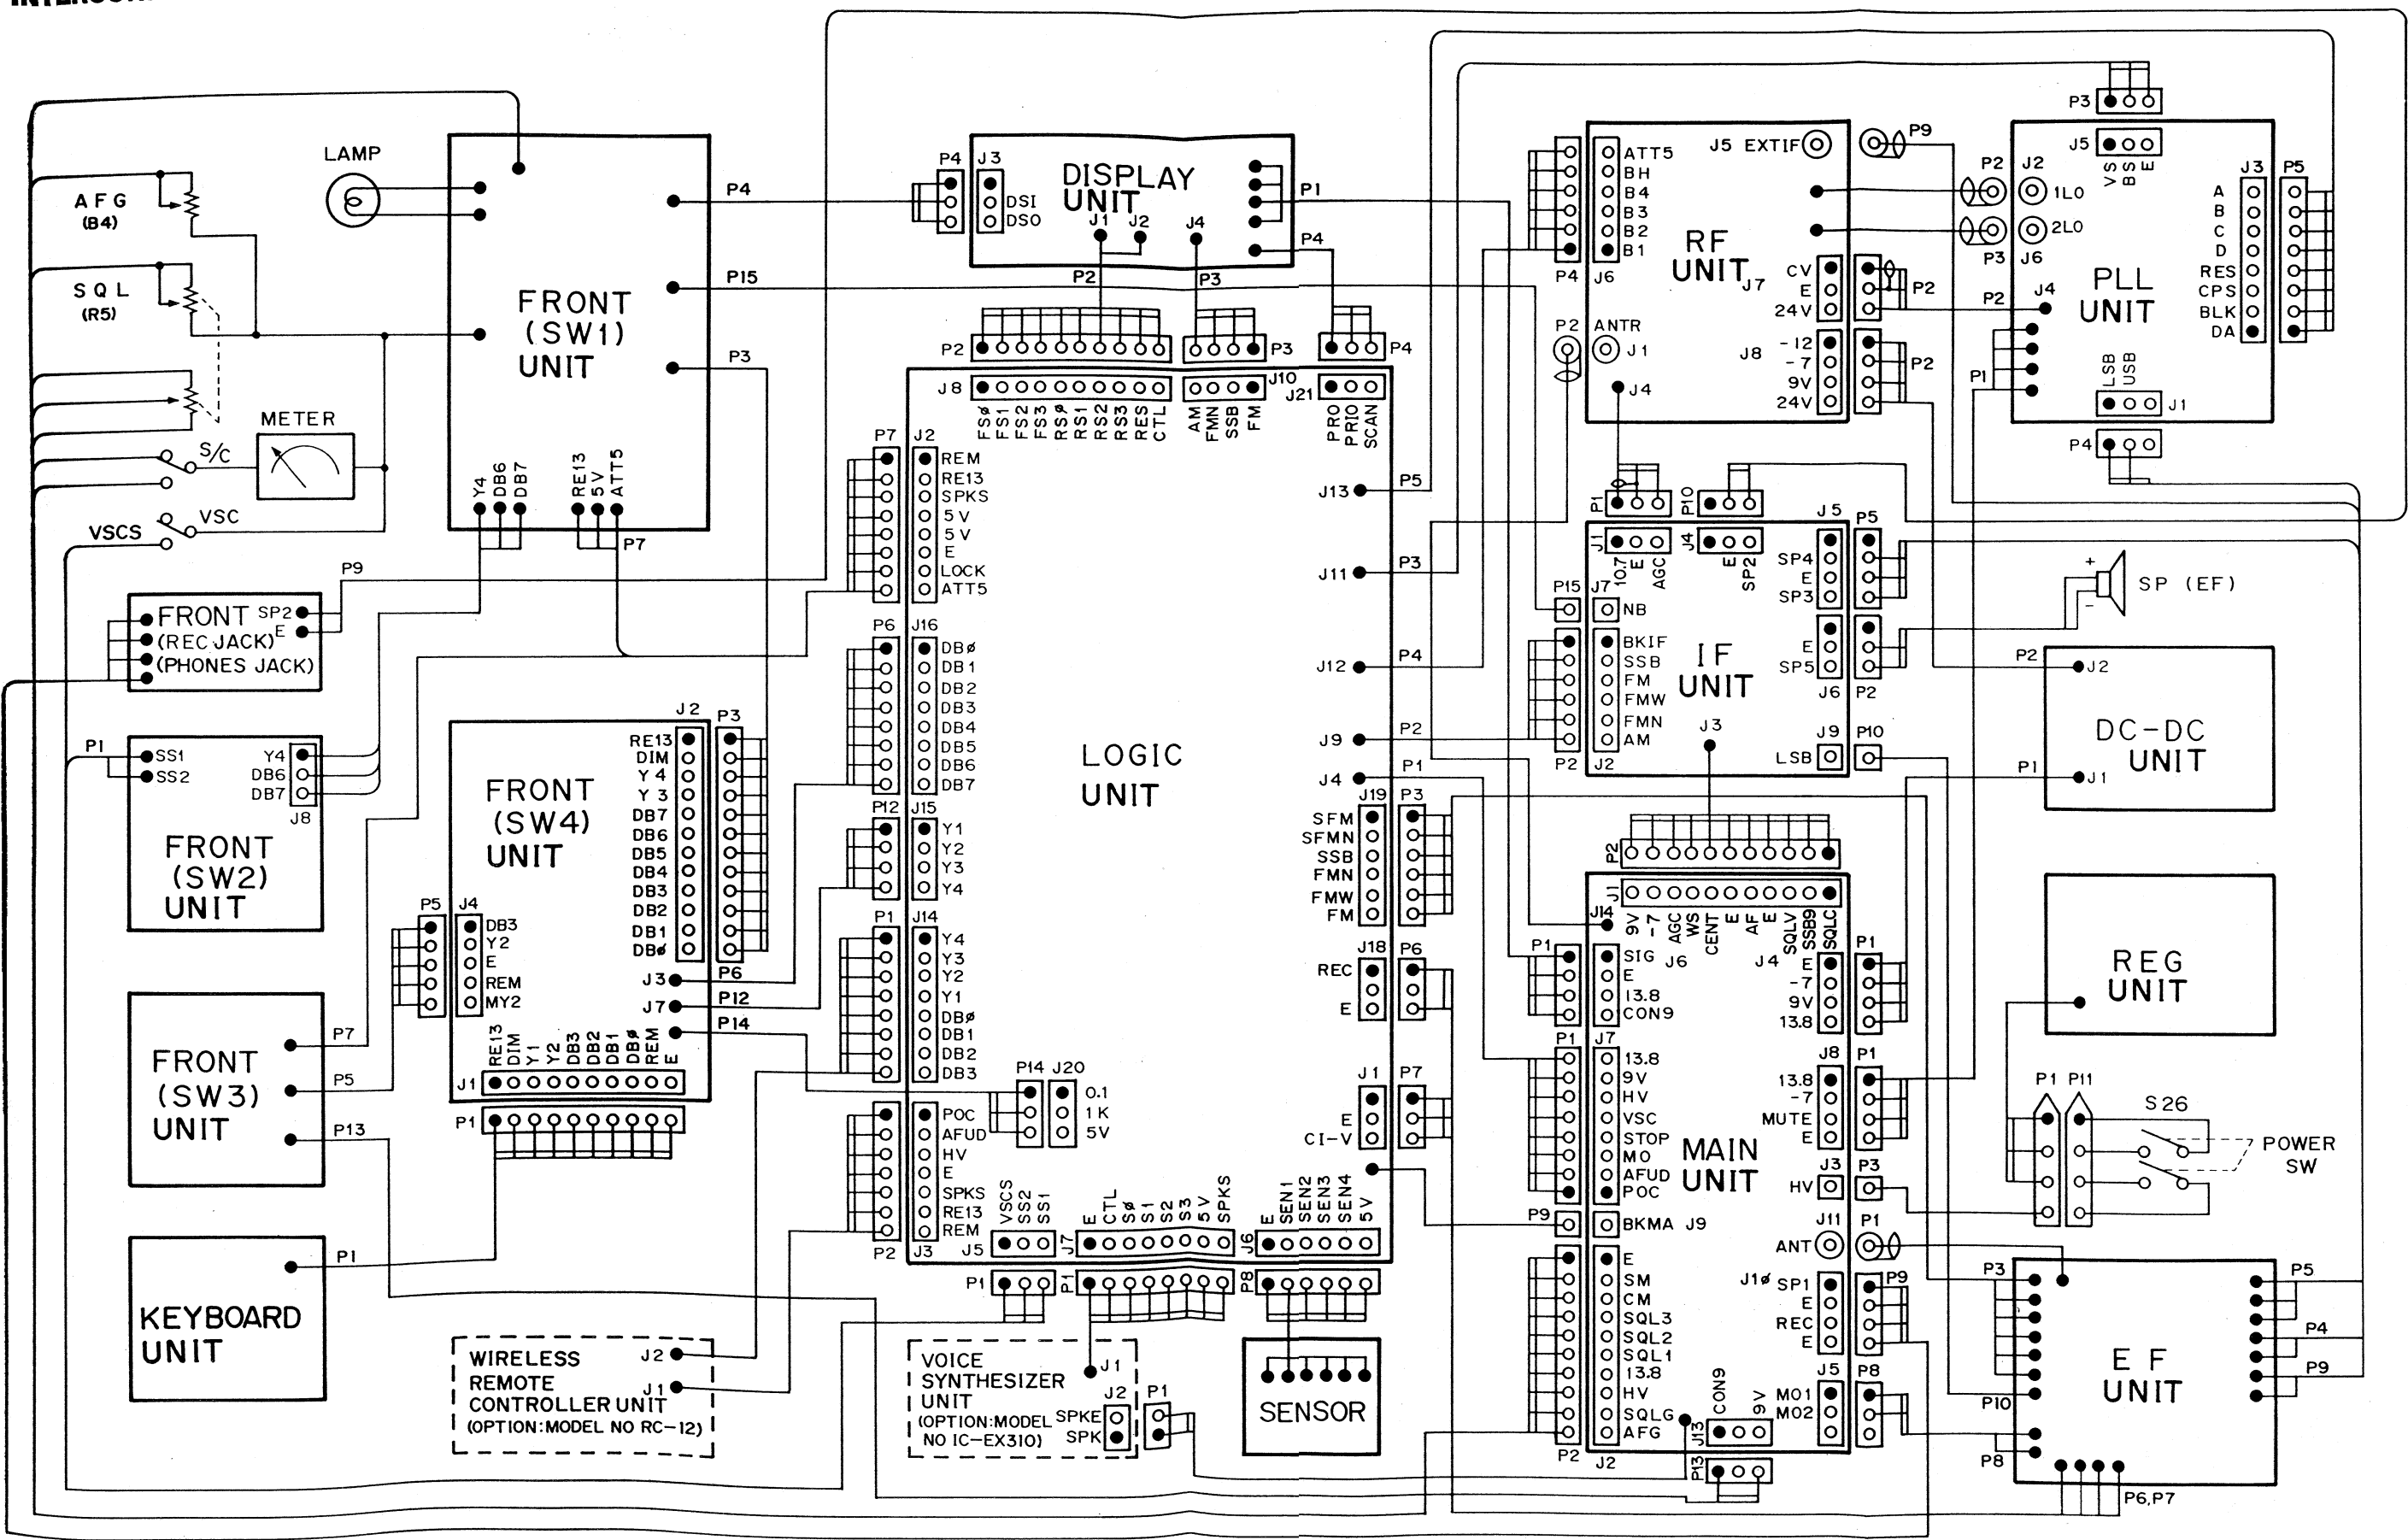 LAMP
AFG
(B4)
SQL
(R5)
METER
S/C
VSCS
VSC
FRONT
(SW1)
UNIT
P4
P15
P3
Y4
DB6
DB7
RE13
5V
ATT5
P7
P9
FRONT
(REC JACK)
(PHONES JACK)
SP2
E
P1
SS1
SS2
Y4
DB6
DB7
J8
FRONT
(SW2)
UNIT
FRONT
(SW3)
UNIT
P7
P5
P13
KEYBOARD
UNIT
P1
FRONT
(SW4)
UNIT
J2
P3
RE13
DIM
Y4
Y3
DB7
DB6
DB5
DB4
DB3
DB2
DB1
DBø
P5
J4
DB3
Y2
E
REM
MY2
J3
P6
J7
P12
P14
RE13
DIM
Y1
Y2
DB3
DB2
DB1
DBø
REM
E
J1
P1
WIRELESS
REMOTE
CONTROLLER UNIT
(OPTION:MODEL NO RC-12)
J2
J1
P4
J3
DSI
DSO
DISPLAY
UNIT
J1
J2
J4
P1
P4
P2
P3
P2
P3
P4
J8
J10
J21
FSø
FS1
FS2
FS3
RSø
RS1
RS2
RS3
RES
CTL
AM
FMN
SSB
FM
PRO
PRIO
SCAN
LOGIC
UNIT
P7
J2
REM
RE13
SPKS
5V
5V
E
LOCK
ATT5
P6
J16
DBø
DB1
DB2
DB3
DB4
DB5
DB6
DB7
P12
J15
Y1
Y2
Y3
Y4
P1
J14
Y4
Y3
Y2
Y1
DBø
DB1
DB2
DB3
P14
J20
0.1
1K
5V
POC
AFUD
HV
E
SPKS
RE13
REM
P2
J3
J13
P5
J11
P3
J12
P4
J9
P2
J4
P1
J19
P3
SFM
SFMN
SSB
FMN
FMW
FM
J18
P6
REC
E
J1
P7
E
CI-V
VSCS
SS2
SS1
J5
E
CTL
Sø
S1
S2
S3
5V
SPKS
J7
E
SEN1
SEN2
SEN3
SEN4
5V
J6
P1
P1
P8
VOICE
SYNTHESIZER
UNIT
(OPTION:MODEL
NO IC-EX310)
J1
J2
P1
SPKE
SPK
SENSOR
RF
UNIT
J5 EXTIF
P9
ATT5
BH
B4
B3
B2
B1
P4
J6
J7
CV
E
24V
P2
P2
ANTR
J1
J4
J8
-12
-7
9V
24V
P2
P3
J5
VS
BS
E
P2
J2
1LO
2LO
P3
J6
J4
P2
PLL
UNIT
J3
P5
A
B
C
D
RES
CPS
BLK
DA
P1
LSB
USB
J1
P4
P1
P10
J1
10.7
E
AGC
J4
E
SP2
J5
P5
SP4
E
SP3
P15
J7
NB
BKIF
SSB
FM
FMW
FMN
AM
P2
J2
IF
UNIT
J3
E
SP5
J6
P2
J9
P10
LSB
+
-
SP (EF)
P2
J2
DC-DC
UNIT
P1
J1
REG
UNIT
P2
J1
J14
9V
-7
AGC
WS
CENT
E
AF
E
SQLV
SSB9
SQLC
MAIN
UNIT
P1
SIG
E
13.8
CON9
J6
J4
P1
E
-7
9V
13.8
P1
J7
13.8
9V
HV
VSC
STOP
MO
AFUD
POC
P9
BKMA
J9
E
SM
CM
SQL3
SQL2
SQL1
13.8
HV
SQLG
AFG
P2
J2
J8
P1
13.8
-7
MUTE
E
J3
P3
HV
J11
P1
ANT
J1ø
P9
SP1
E
REC
E
J5
P8
MO1
MO2
CON9
9V
J13
P13
P1
P11
S26
POWER
SW
EF
UNIT
P3
P10
P8
P5
P4
P9
P6,P7